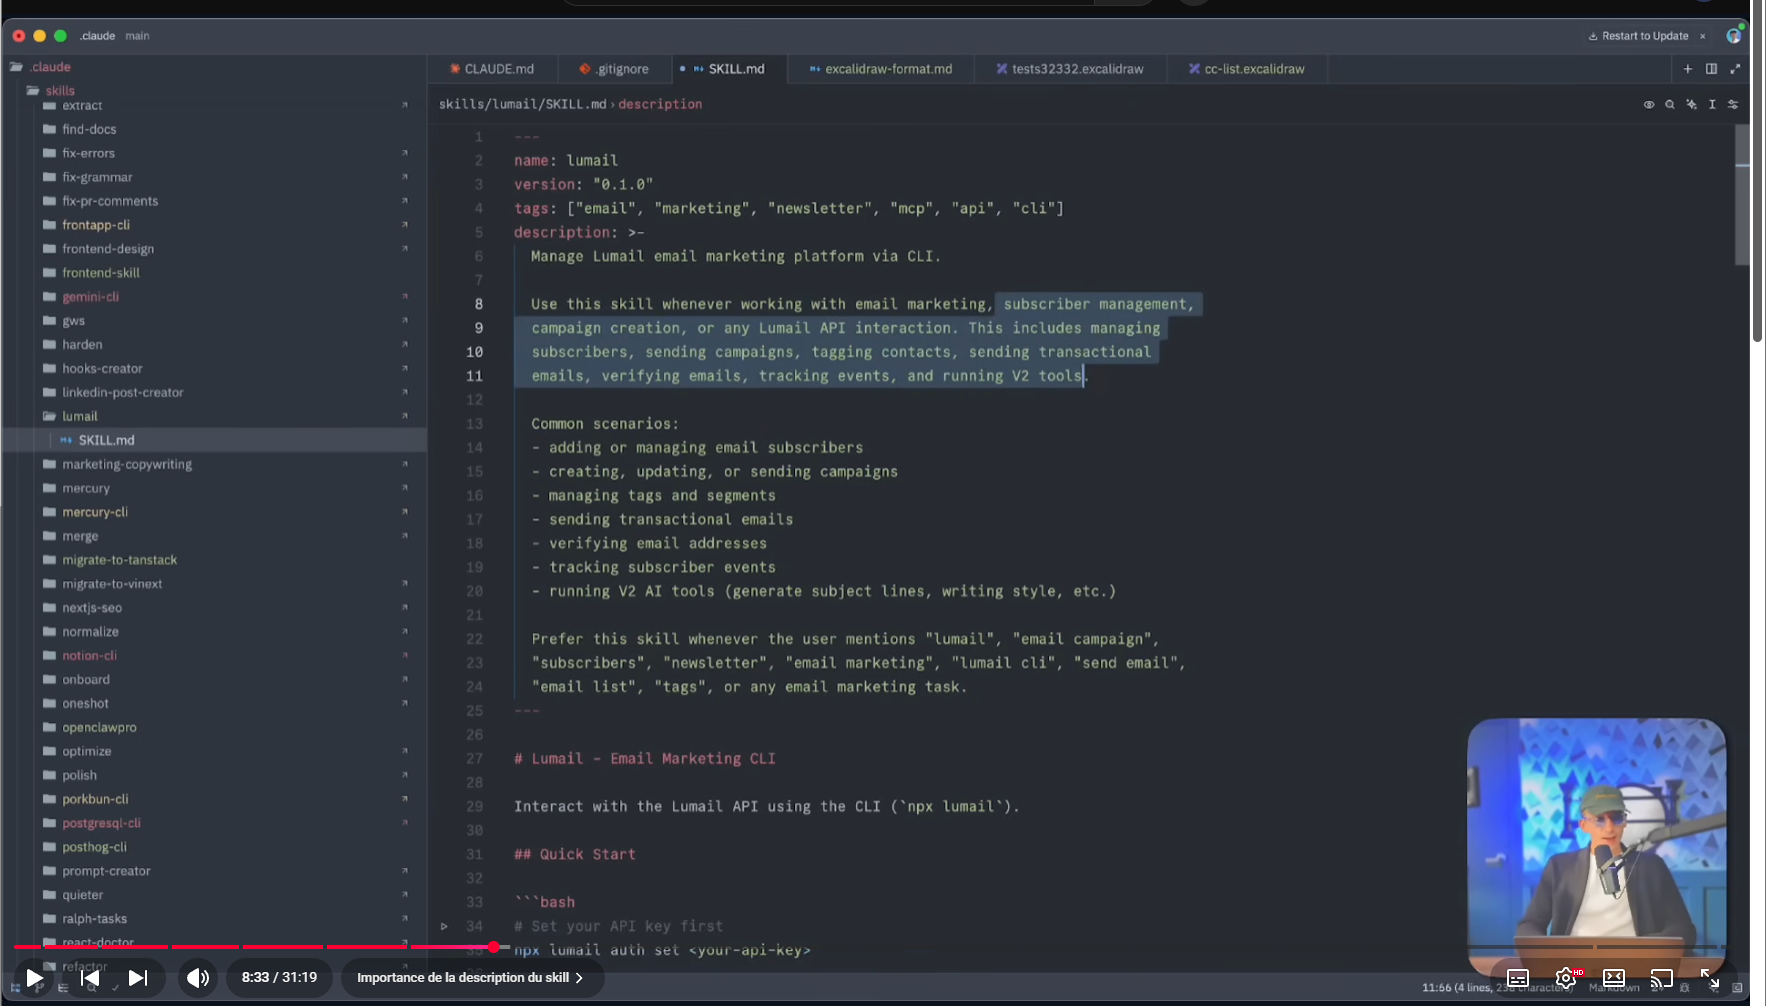 .claude main
Restart to Update ×
.claude
skills
extract
find-docs
fix-errors
fix-grammar
fix-pr-comments
frontapp-cli
frontend-design
frontend-skill
gemini-cli
gws
harden
hooks-creator
linkedin-post-creator
lumail
SKILL.md
marketing-copywriting
mercury
mercury-cli
merge
migrate-to-tanstack
migrate-to-vinext
nextjs-seo
normalize
notion-cli
onboard
oneshot
openclawpro
optimize
polish
porkbun-cli
postgresql-cli
posthog-cli
prompt-creator
quieter
ralph-tasks
react-doctor
refactor
CLAUDE.md .gitignore SKILL.md excalidraw-format.md tests32332.excalidraw cc-list.excalidraw
skills/lumail/SKILL.md › description
1 ---
2 name: lumail
3 version: "0.1.0"
4 tags: ["email", "marketing", "newsletter", "mcp", "api", "cli"]
5 description: >-
6 Manage Lumail email marketing platform via CLI.
7
8 Use this skill whenever working with email marketing, subscriber management,
9 campaign creation, or any Lumail API interaction. This includes managing
10 subscribers, sending campaigns, tagging contacts, sending transactional
11 emails, verifying emails, tracking events, and running V2 tools.
12
13 Common scenarios:
14 - adding or managing email subscribers
15 - creating, updating, or sending campaigns
16 - managing tags and segments
17 - sending transactional emails
18 - verifying email addresses
19 - tracking subscriber events
20 - running V2 AI tools (generate subject lines, writing style, etc.)
21
22 Prefer this skill whenever the user mentions "lumail", "email campaign",
23 "subscribers", "newsletter", "email marketing", "lumail cli", "send email",
24 "email list", "tags", or any email marketing task.
25 ---
26
27 # Lumail - Email Marketing CLI
28
29 Interact with the Lumail API using the CLI (`npx lumail`).
30
31 ## Quick Start
32
33 ```bash
34 # Set your API key first
35 npx lumail auth set <your-api-key>
8:33 / 31:19 Importance de la description du skill
HD
11:66 (4 lines, characters) Markdown